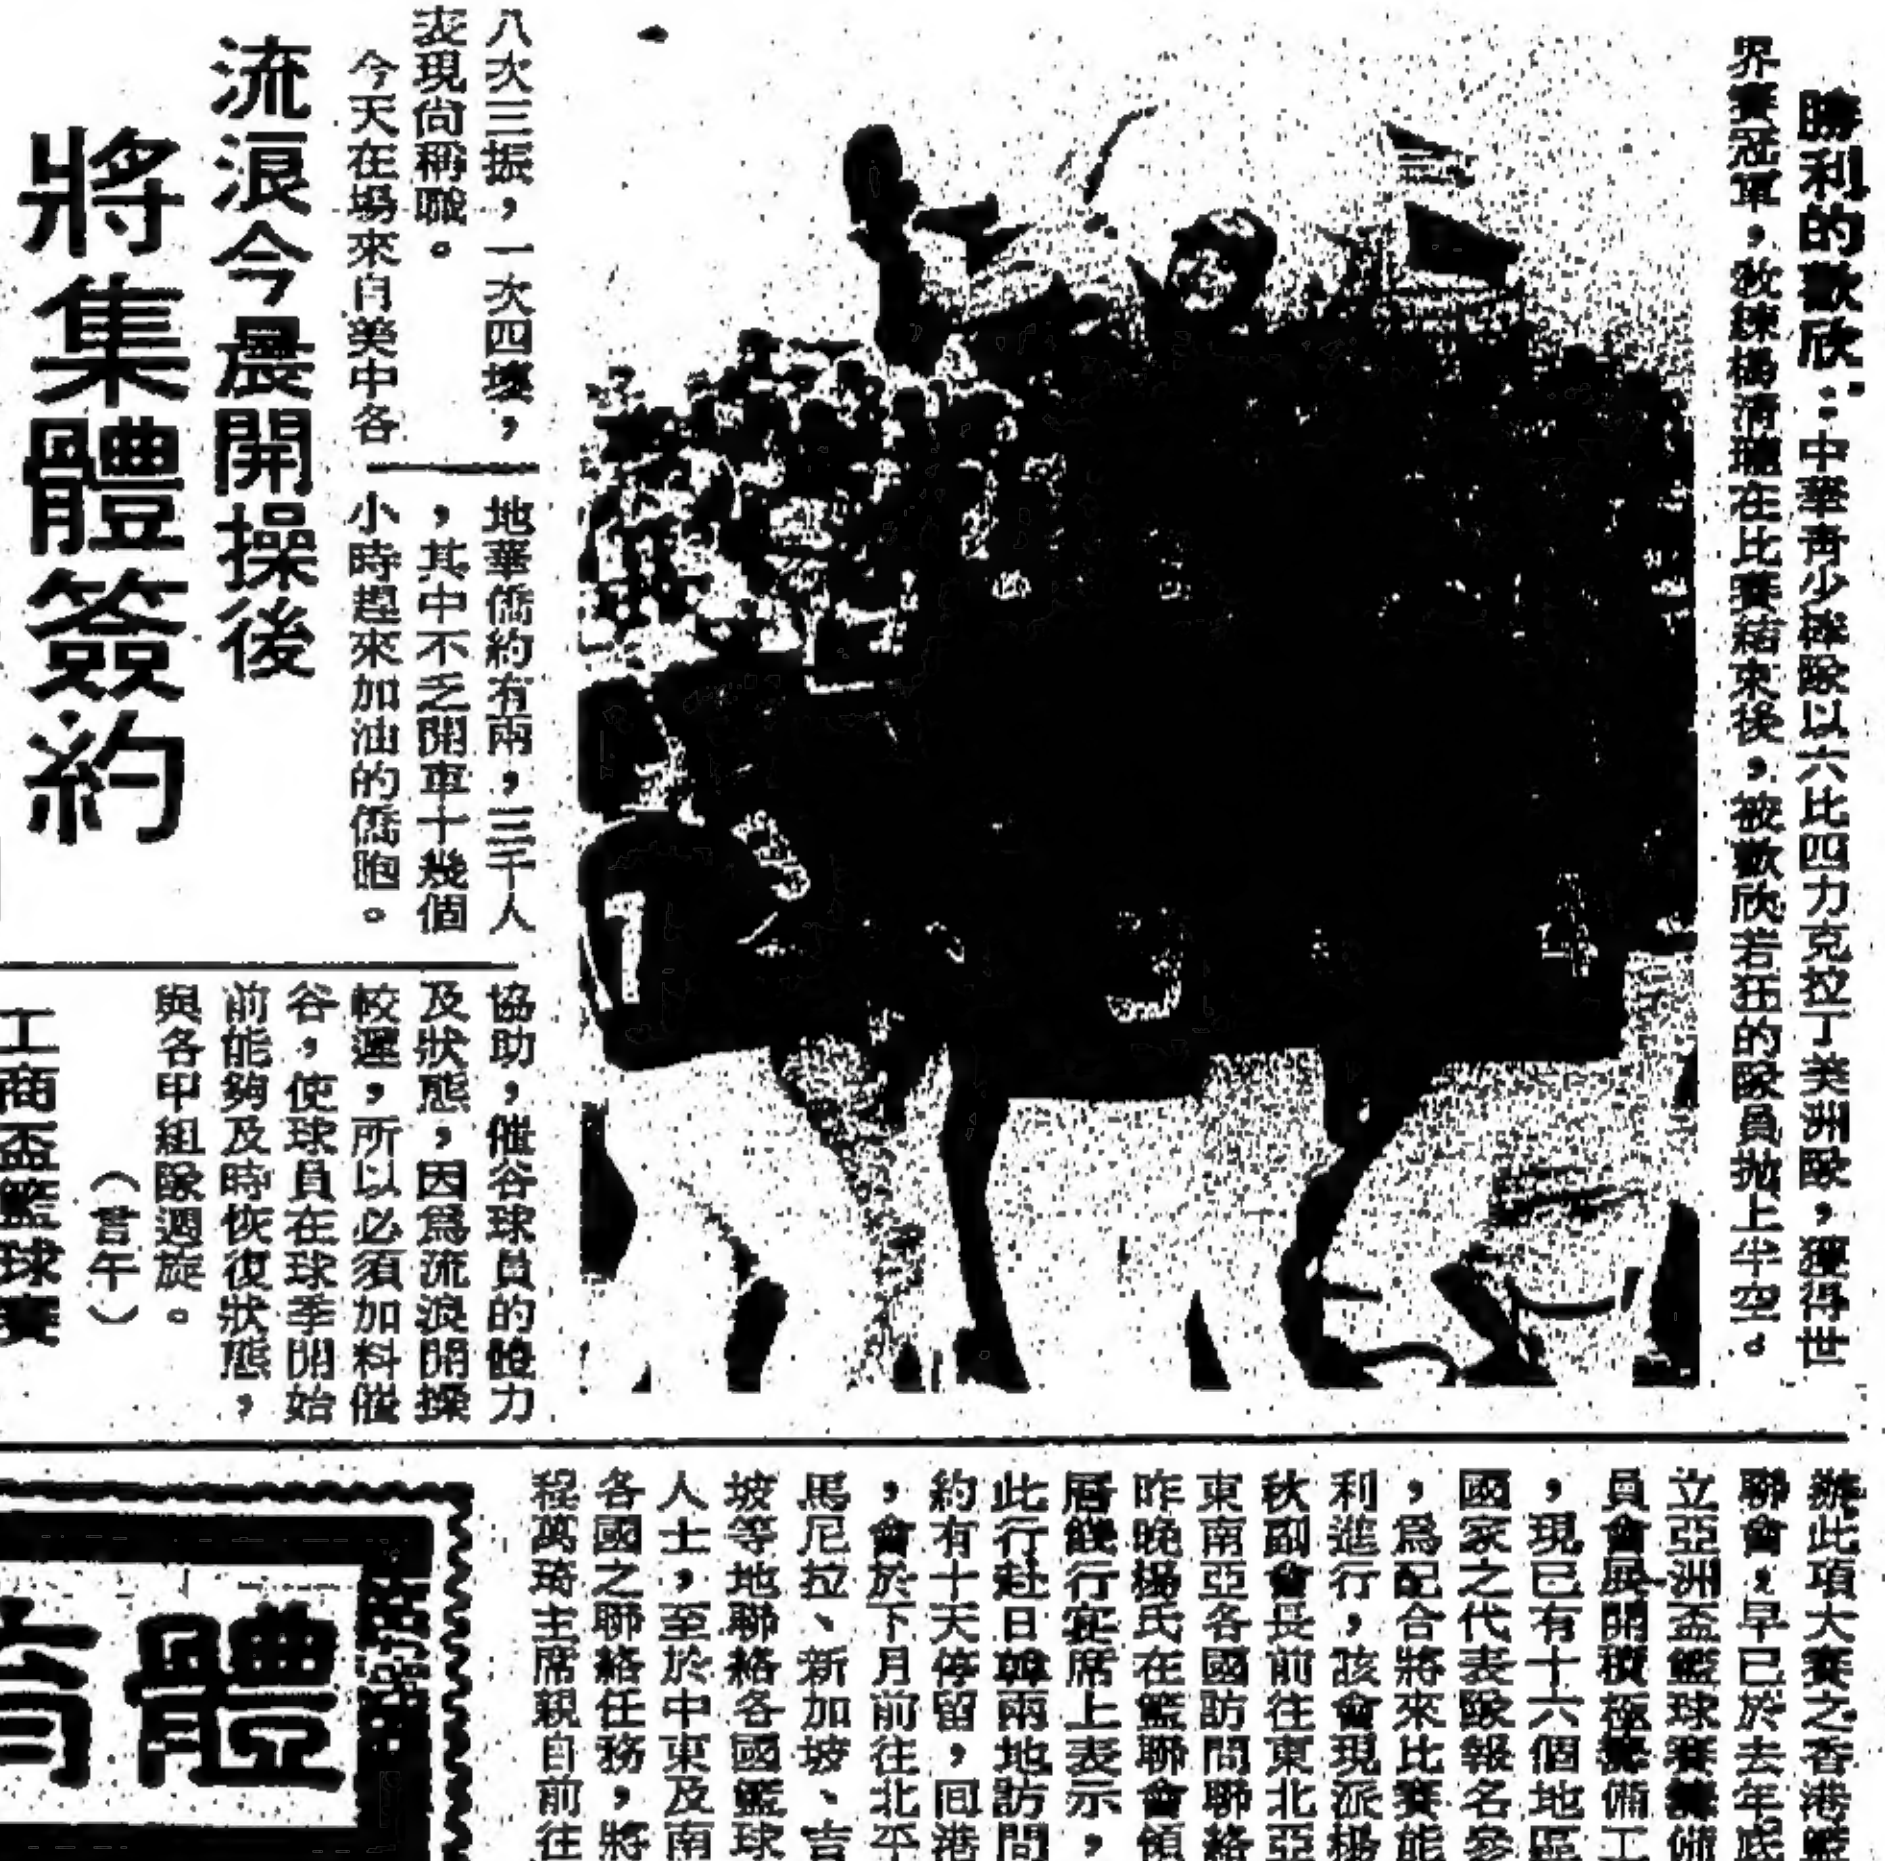 勝利的歡欣：中華青少棒隊以六比四力克拉丁美洲隊，獲得世
界賽冠軍，教練楊清瓏在比賽結束後，被歡欣若狂的隊員拋上半空。
八次三振，一次四壞，
表現尚稱職。
今天在場來自美中各
地華僑約有兩，三千人
，其中不乏開車十幾個
小時趕來加油的僑胞。
流浪今晨開操後
將集體簽約
協助，催谷球員的體力
及狀態，因為流浪開操
較遲，所以必須加料催
谷，使球員在球季開始
前能夠及時恢復狀態，
與各甲組隊週旋。
（言午）
工商盃籃球賽
辦此項大賽之香港籃
聯會，早已於去年底
立亞洲盃籃球賽籌備
員會展開積極籌備工
，現已有十六個地區
國家之代表隊報名參
，為配合將來比賽能
利進行，該會現派楊
秋副會長前往東北亞
東南亞各國訪問聯絡
昨晚楊氏在籃聯會領
層餞行宴席上表示，
此行赴日韓兩地訪問
約有十天停留，回港
，會於下月前往北平
馬尼拉、新加坡、吉
坡等地聯絡各國籃球
人士，至於中東及南
各國之聯絡任務，將
程萬琦主席親自前往
體育